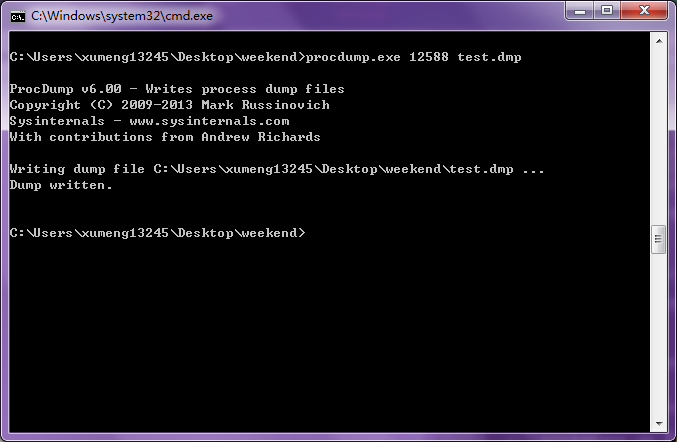 C:\Windows\system32\cmd.exe
C:\Users\xumeng13245\Desktop\weekend>procdump.exe 12588 test.dmp
ProcDump v6.00 - Writes process dump files
Copyright (C) 2009-2013 Mark Russinovich
Sysinternals - www.sysinternals.com
With contributions from Andrew Richards
Writing dump file C:\Users\xumeng13245\Desktop\weekend\test.dmp ...
Dump written.
C:\Users\xumeng13245\Desktop\weekend>